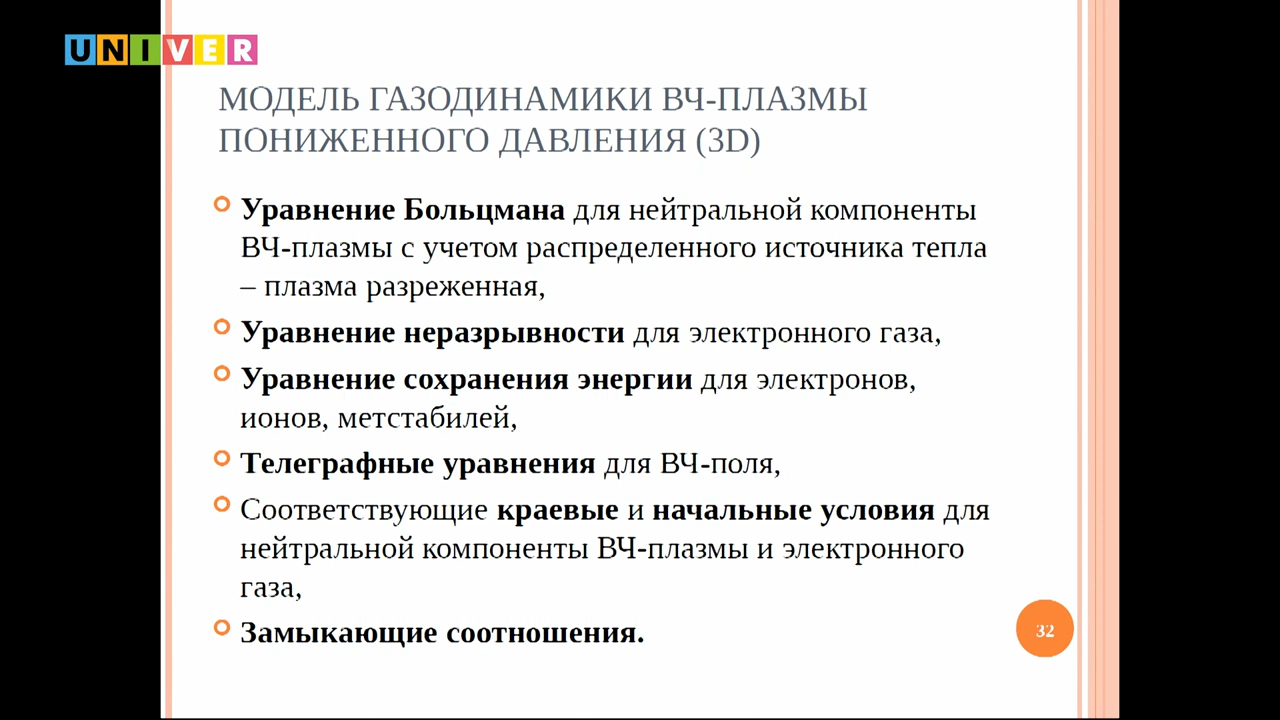 UNIVER
МОДЕЛЬ ГАЗОДИНАМИКИ ВЧ-ПЛАЗМЫ
ПОНИЖЕННОГО ДАВЛЕНИЯ (3D)
Уравнение Больцмана для нейтральной компоненты
ВЧ-плазмы с учетом распределенного источника тепла
– плазма разреженная,
Уравнение неразрывности для электронного газа,
Уравнение сохранения энергии для электронов,
ионов, метстабилей,
Телеграфные уравнения для ВЧ-поля,
Соответствующие краевые и начальные условия для
нейтральной компоненты ВЧ-плазмы и электронного
газа,
Замыкающие соотношения.
32